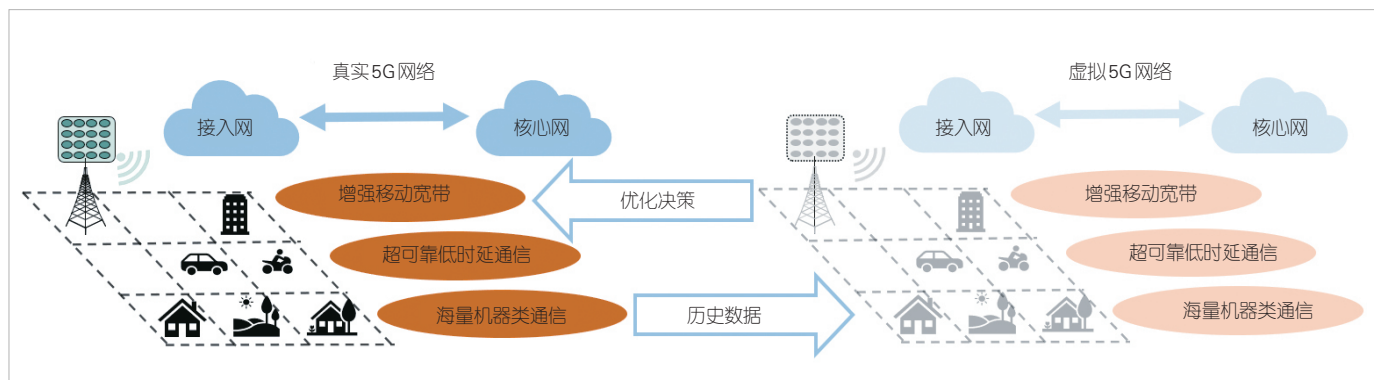 真实5G网络
虚拟5G网络
接入网
核心网
接入网
核心网
增强移动宽带
优化决策
增强移动宽带
超可靠低时延通信
超可靠低时延通信
海量机器类通信
历史数据
海量机器类通信